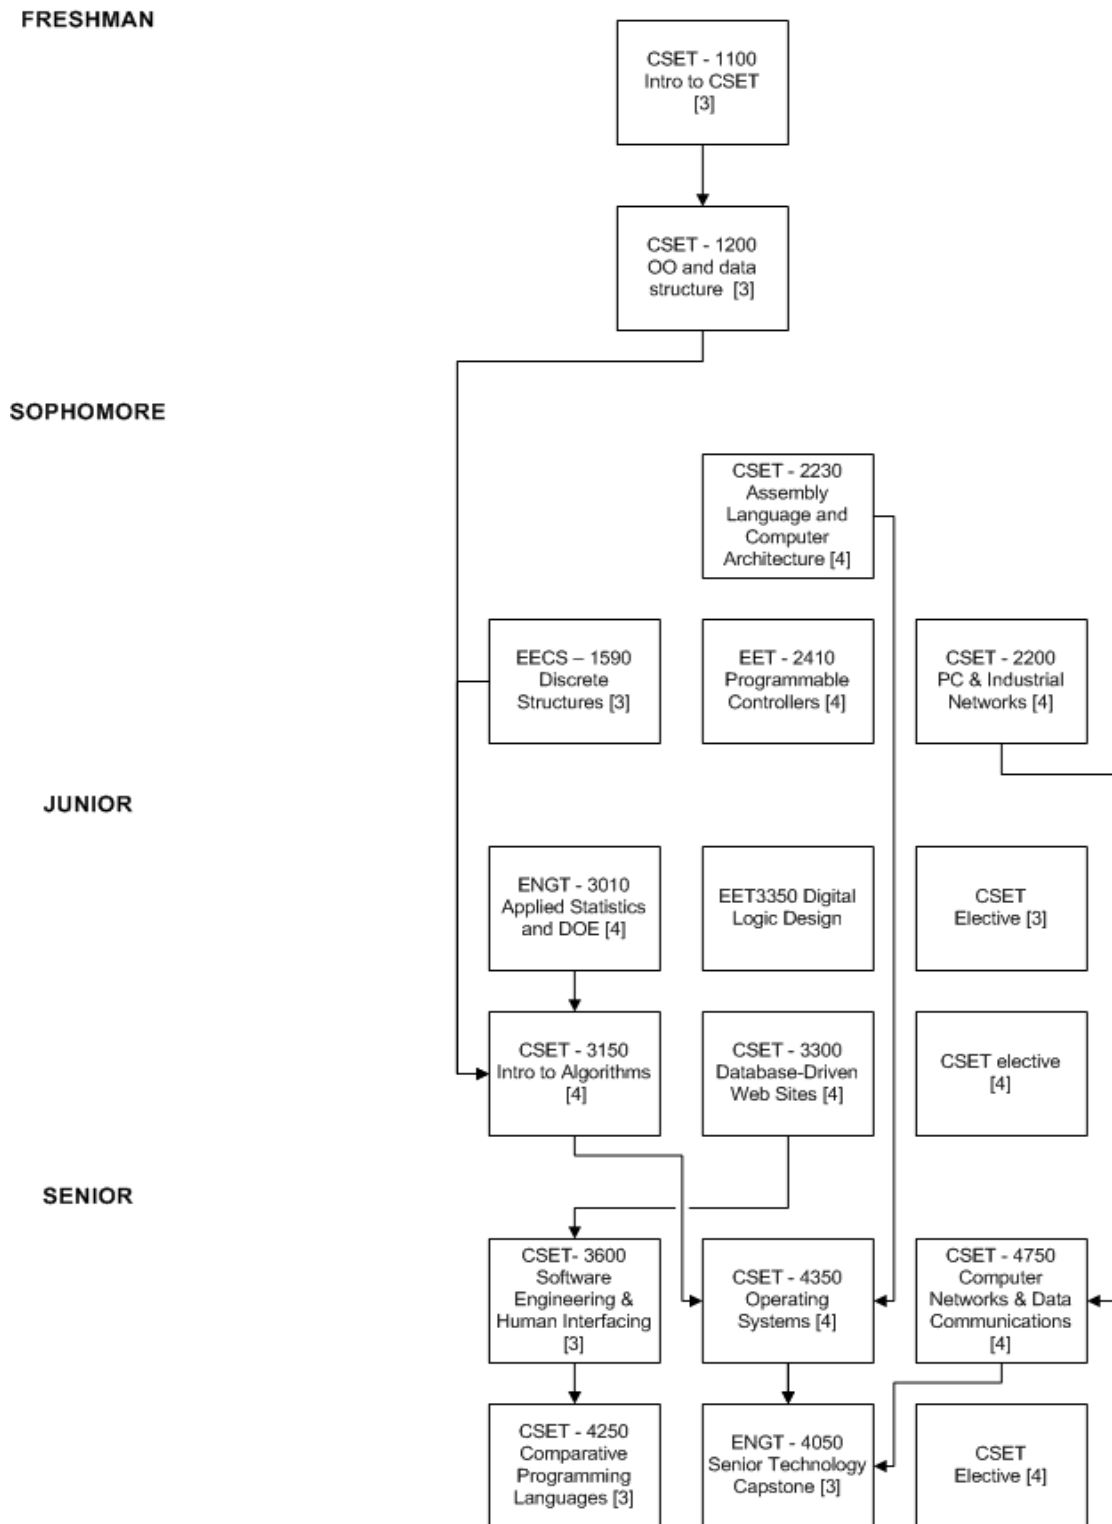 FRESHMAN
CSET - 1100
Intro to CSET
[3]
CSET - 1200
OO and data
structure [3]
SOPHOMORE
CSET - 2230
Assembly
Language and
Computer
Architecture [4]
EECS – 1590
Discrete
Structures [3]
EET - 2410
Programmable
Controllers [4]
CSET - 2200
PC & Industrial
Networks [4]
JUNIOR
ENGT - 3010
Applied Statistics
and DOE [4]
EET3350 Digital
Logic Design
CSET
Elective [3]
CSET - 3150
Intro to Algorithms
[4]
CSET - 3300
Database-Driven
Web Sites [4]
CSET elective
[4]
SENIOR
CSET- 3600
Software
Engineering &
Human Interfacing
[3]
CSET - 4350
Operating
Systems [4]
CSET - 4750
Computer
Networks & Data
Communications
[4]
CSET - 4250
Comparative
Programming
Languages [3]
ENGT - 4050
Senior Technology
Capstone [3]
CSET
Elective [4]